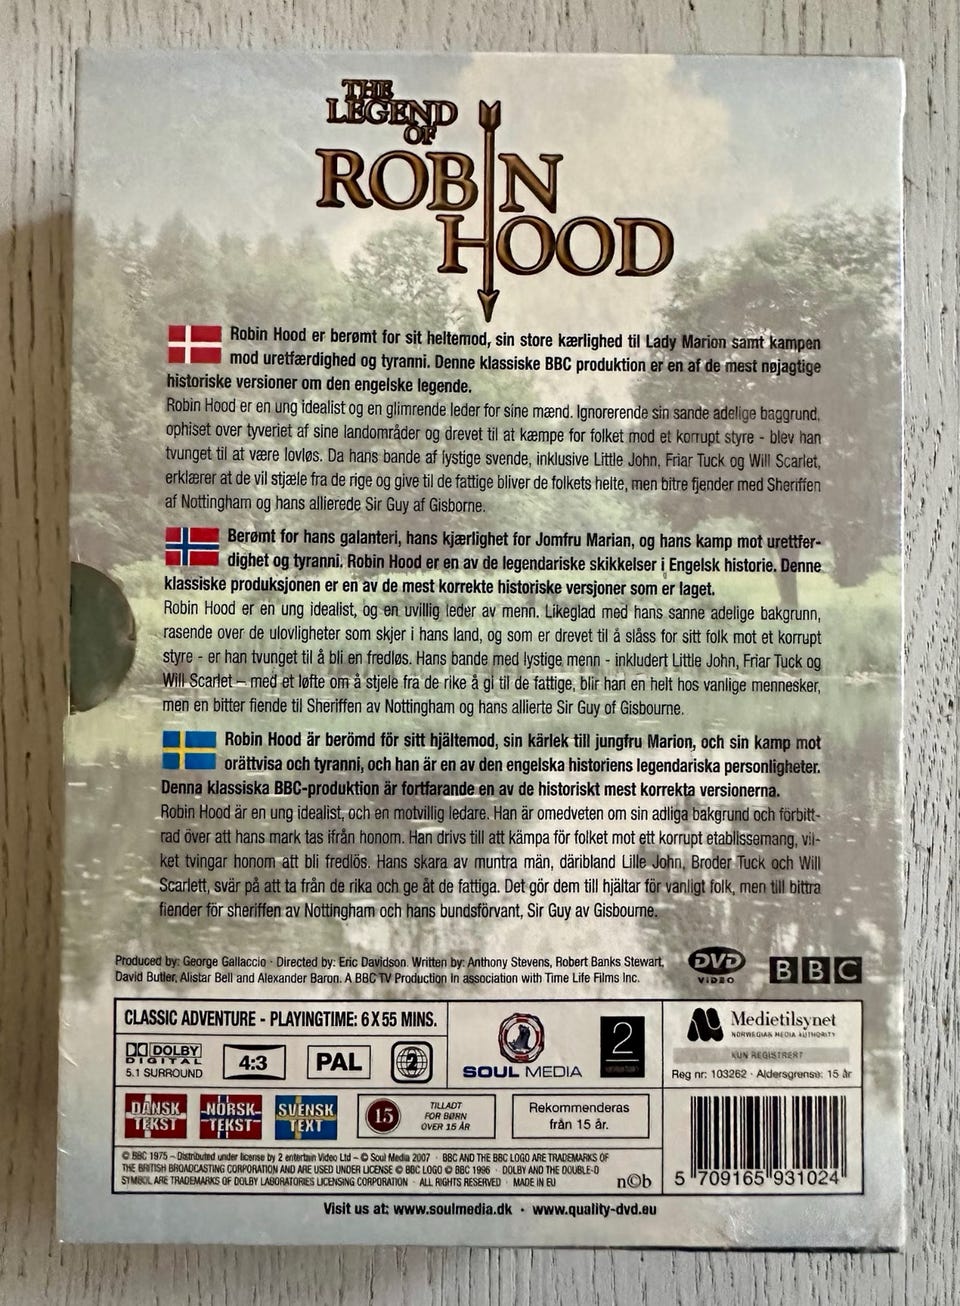 THE
LEGEND
OF
ROBIN
HOOD
Robin Hood er berømt for sit heltemod, sin store kærlighed til Lady Marion samt kampen
mod uretfærdighed og tyranni. Denne klassiske BBC produktion er en af de mest nøjagtige
historiske versioner om den engelske legende.
Robin Hood er en ung idealist og en glimrende leder for sine mænd. Ignorerende sin sande adelige baggrund,
ophiset over tyveriet af sine landområder og drevet til at kæmpe for folket mod et korrupt styre - blev han
tvunget til at være lovløs. Da hans bande af lystige svende, inklusive Little John, Friar Tuck og Will Scarlet,
erklærer at de vil stjæle fra de rige og give til de fattige bliver de folkets helte, men bitre fjender med Sheriffen
af Nottingham og hans allierede Sir Guy af Gisborne.
Berømt for hans galanteri, hans kjærlighet for Jomfru Marian, og hans kamp mot urettfer-
dighet og tyranni. Robin Hood er en av de legendariske skikkelser i Engelsk historie. Denne
klassiske produksjonen er en av de mest korrekte historiske versjoner som er laget.
Robin Hood er en ung idealist, og en uvillig leder av menn. Likeglad med hans sanne adelige bakgrunn,
rasende over de ulovligheter som skjer i hans land, og som er drevet til å slåss for sitt folk mot et korrupt
styre - er han tvunget til å bli en fredløs. Hans bande med lystige menn - inkludert Little John, Friar Tuck og
Will Scarlet – med et løfte om å stjele fra de rike å gi til de fattige, blir han en helt hos vanlige mennesker,
men en bitter fiende til Sheriffen av Nottingham og hans allierte Sir Guy of Gisbourne.
Robin Hood är berömd för sitt hjältemod, sin kärlek till jungfru Marion, och sin kamp mot
orättvisa och tyranni, och han är en av den engelska historiens legendariska personligheter.
Denna klassiska BBC-produktion är fortfarande en av de historiskt mest korrekta versionerna.
Robin Hood är en ung idealist, och en motvillig ledare. Han är omedveten om sin adliga bakgrund och förbitt-
rad över att hans mark tas ifrån honom. Han drivs till att kämpa för folket mot ett korrupt etablissemang, vil-
ket tvingar honom att bli fredlös. Hans skara av muntra män, däribland Lille John, Broder Tuck och Will
Scarlett, svär på att ta från de rika och ge åt de fattiga. Det gör dem till hjältar för vanligt folk, men till bittra
fiender för sheriffen av Nottingham och hans bundsförvant, Sir Guy av Gisbourne.
Produced by: George Gallaccio · Directed by: Eric Davidson. Written by: Anthony Stevens, Robert Banks Stewart,
David Butler, Alistar Bell and Alexander Baron. A BBC TV Production in association with Time Life Films Inc.
DVD
VIDEO
BBC
CLASSIC ADVENTURE - PLAYINGTIME: 6 X 55 MINS.
DOLBY
DIGITAL
5.1 SURROUND
4:3
PAL
2
SOUL MEDIA
2
Medietilsynet
NORWEGIAN MEDIA AUTHORITY
KUN REGISTRERT
Reg nr: 103262 · Aldersgrense: 15 år
DANSK
TEKST
NORSK
TEKST
SVENSK
TEXT
15
TILLADT
FOR BØRN
OVER 15 ÅR
Rekommenderas
från 15 år.
© BBC 1975 – Distributed under license by 2 entertain Video Ltd – © Soul Media 2007 · BBC AND THE BBC LOGO ARE TRADEMARKS OF
THE BRITISH BROADCASTING CORPORATION AND ARE USED UNDER LICENSE © BBC LOGO © BBC 1996 · DOLBY AND THE DOUBLE-D
SYMBOL ARE TRADEMARKS OF DOLBY LABORATORIES LICENSING CORPORATION · ALL RIGHTS RESERVED · MADE IN EU
n©b
5 709165 931024
Visit us at: www.soulmedia.dk · www.quality-dvd.eu